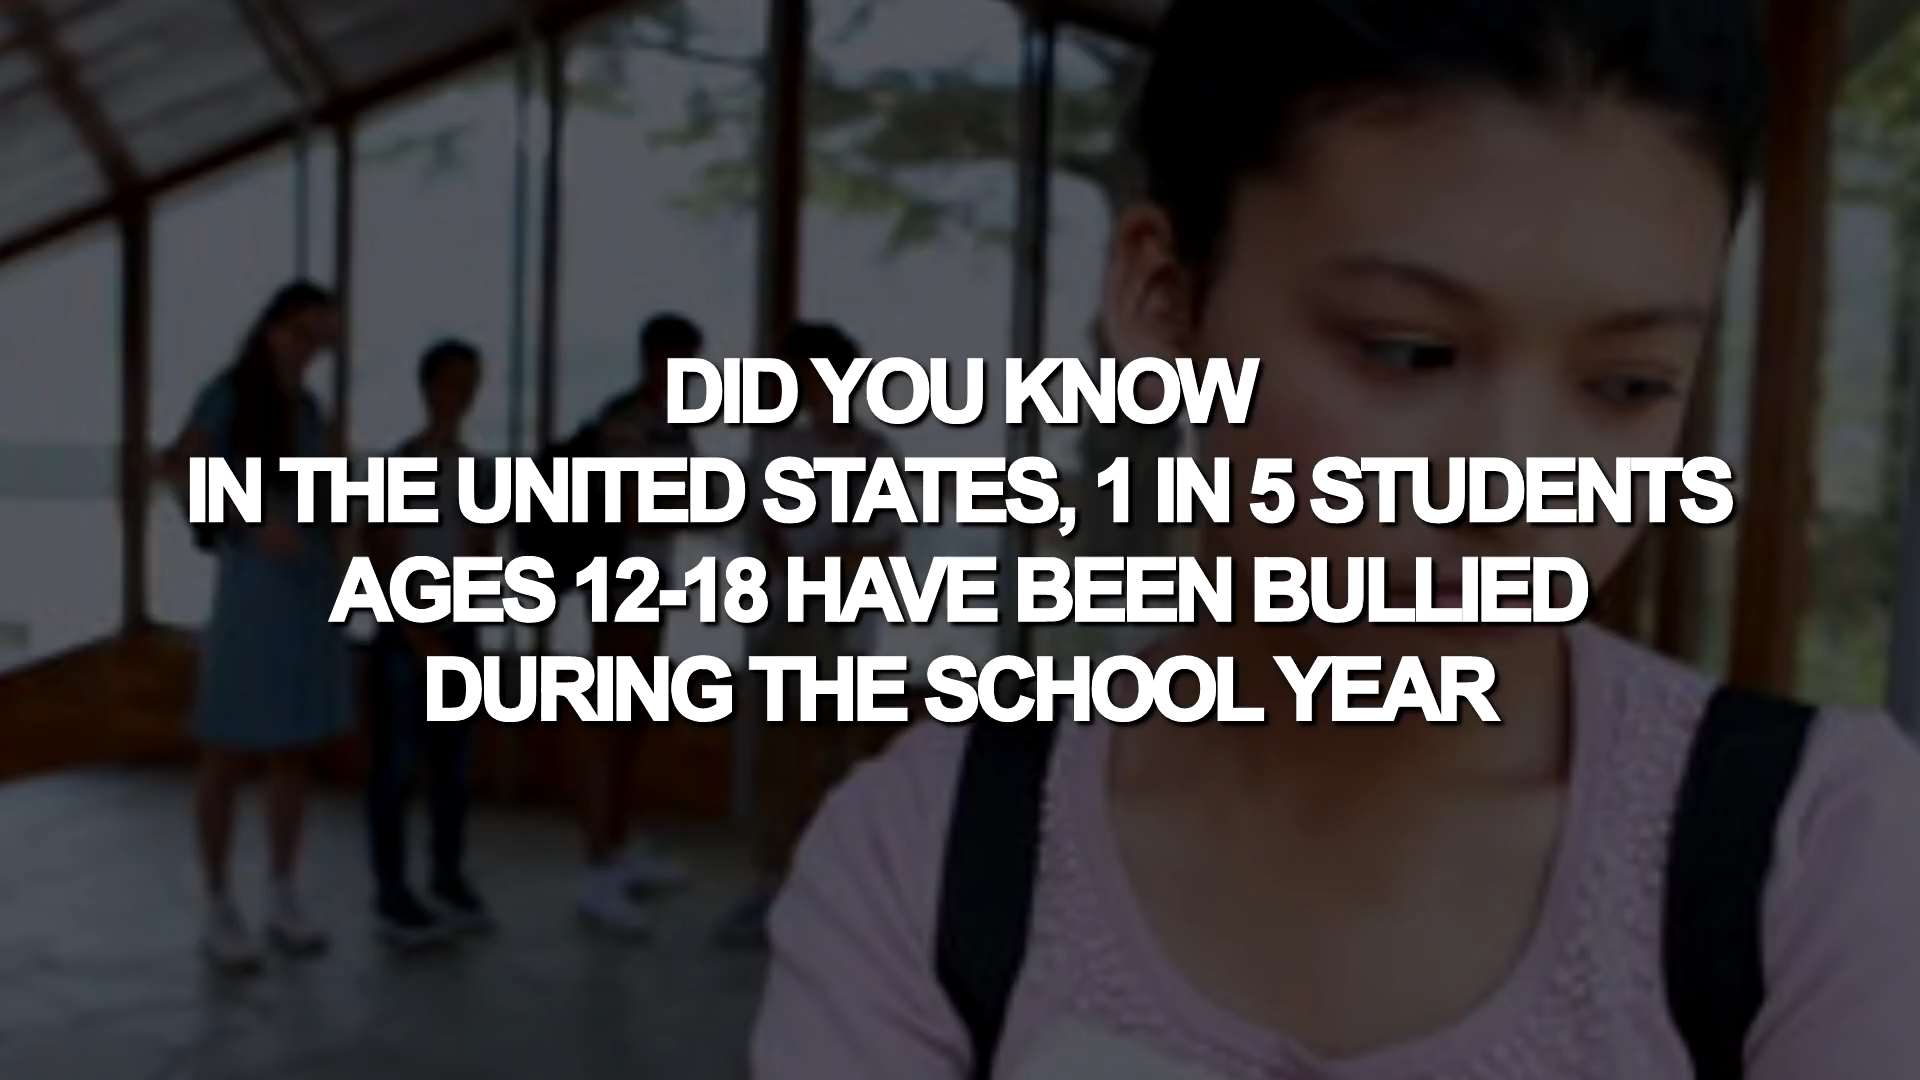 DID YOU KNOW
IN THE UNITED STATES, 1 IN 5 STUDENTS
AGES 12-18 HAVE BEEN BULLIED
DURING THE SCHOOL YEAR